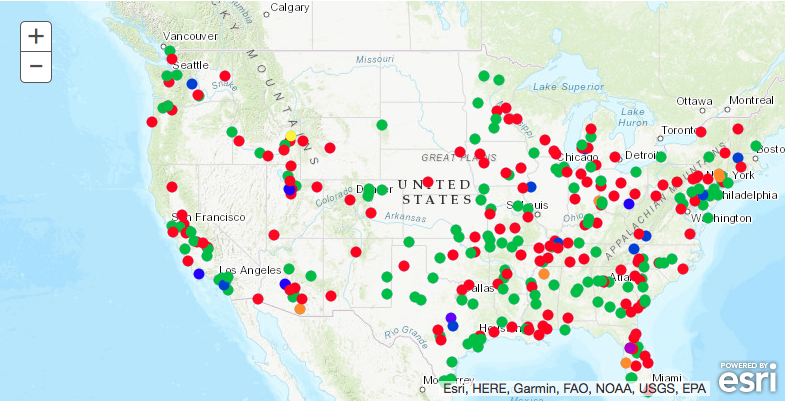 +
−
Calgary
Vancouver
Seattle
Snake
ROCKY MOUNTAINS
Missouri
Lake Superior
Mississippi
Ottawa
Montreal
Lake
Huron
Toronto
Boston
GREAT PLAINS
Chicago
Detroit
New York
Philadelphia
Washington
Denver
Colorado
UNITED
STATES
St Louis
Ohio
APPALACHIAN MOUNTAINS
San Francisco
Arkansas
Los Angeles
Dallas
Atlanta
Houston
Rio Grande
Monterrey
Miami
Esri, HERE, Garmin, FAO, NOAA, USGS, EPA
POWERED BY
esri